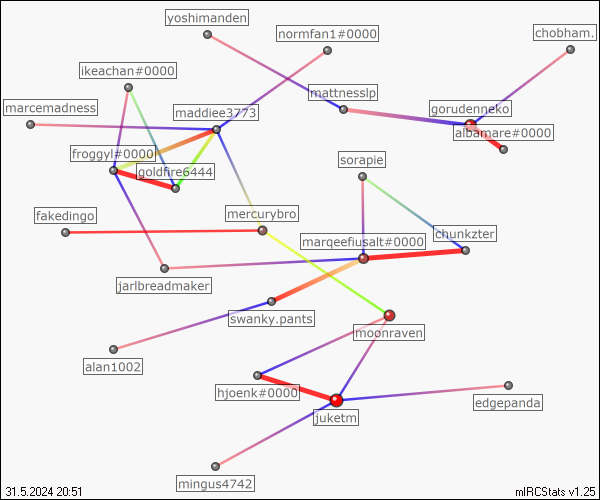 yoshimanden
normfan1#0000
chobham.
ikeachan#0000
mattnesslp
marcemadness
maddiee3773
gorudenneko
albamare#0000
froggyl#0000
sorapie
goldfire6444
fakedingo
mercurybro
chunkzter
marqeefiusalt#0000
jarlbreadmaker
swanky.pants
moonraven
alan1002
hjoenk#0000
edgepanda
juketm
mingus4742
31.5.2024 20:51
mIRCStats v1.25